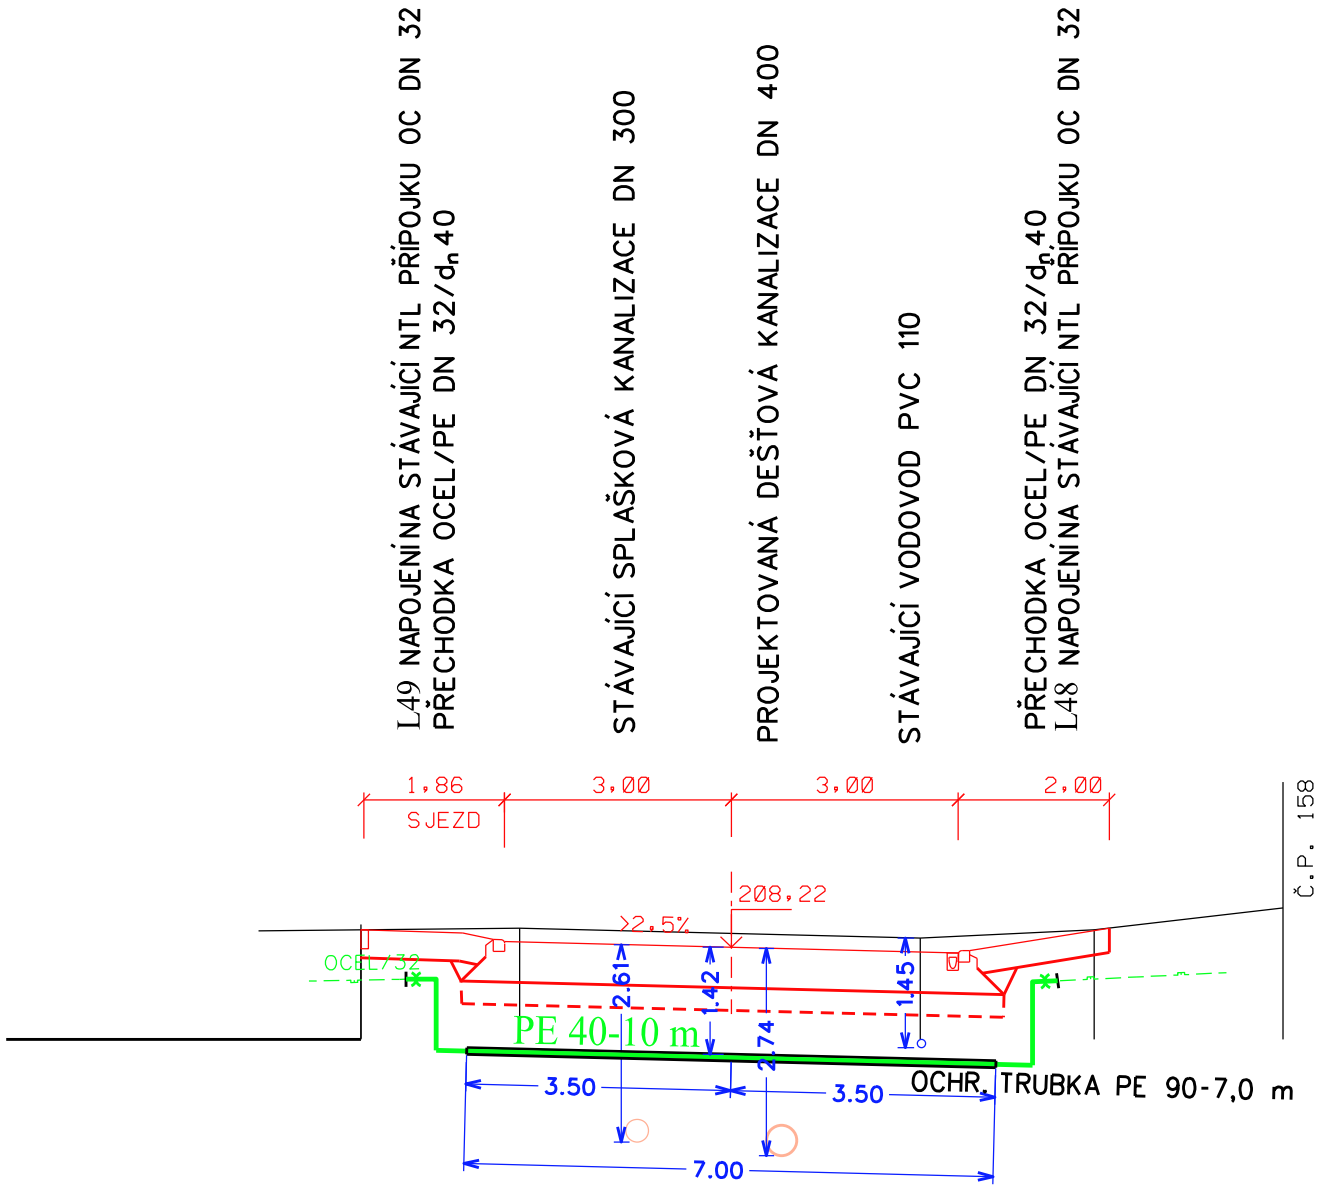 L49 NAPOJENÍ NA STÁVAJÍCÍ NTL PŘÍPOJKU OC DN 32
PŘECHODKA OCEL/PE DN 32/dn 40
STÁVAJÍCÍ SPLAŠKOVÁ KANALIZACE DN 300
PROJEKTOVANÁ DEŠŤOVÁ KANALIZACE DN 400
STÁVAJÍCÍ VODOVOD PVC 110
PŘECHODKA OCEL/PE DN 32/dn 40
L48 NAPOJENÍ NA STÁVAJÍCÍ NTL PŘÍPOJKU OC DN 32
1,86
3,00
3,00
2,00
SJEZD
Č.P. 158
208,22
>2,5%
OCEL/32
2.61
1.42
2.74
1.45
PE 40-10 m
3.50
3.50
OCHR. TRUBKA PE 90-7,0 m
7.00